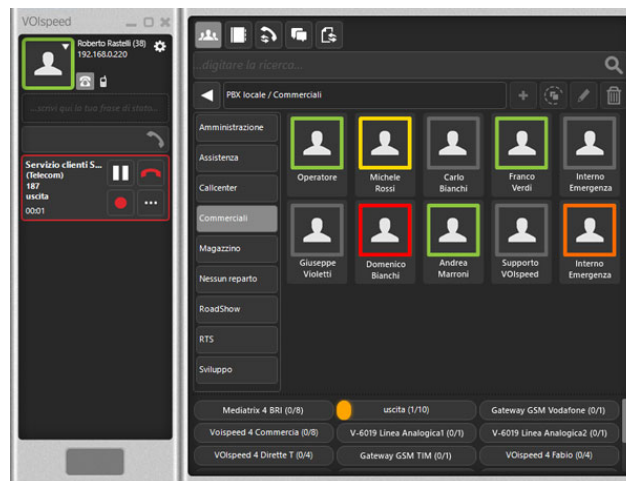 VOIspeed
Roberto Rastelli (38)
192.168.0.220
...scrivi qui la tua frase di stato...
Servizio clienti S...
(Telecom)
187
uscita
00:01
...digitare la ricerca...
PBX locale / Commerciali
Amministrazione
Assistenza
Callcenter
Commerciali
Magazzino
Nessun reparto
RoadShow
RTS
Sviluppo
Operatore
Michele
Rossi
Carlo
Bianchi
Franco
Verdi
Interno
Emergenza
Giuseppe
Violetti
Domenico
Bianchi
Andrea
Marroni
Supporto
VOIspeed
Interno
Emergenza
Mediatrix 4 BRI (0/8)
uscita (1/10)
Gateway GSM Vodafone (0/1)
Voispeed 4 Commercia (0/8)
V-6019 Linea Analogica1 (0/1)
V-6019 Linea Analogica2 (0/1)
VOIspeed 4 Dirette T (0/4)
Gateway GSM TIM (0/1)
VOIspeed 4 Fabio (0/4)